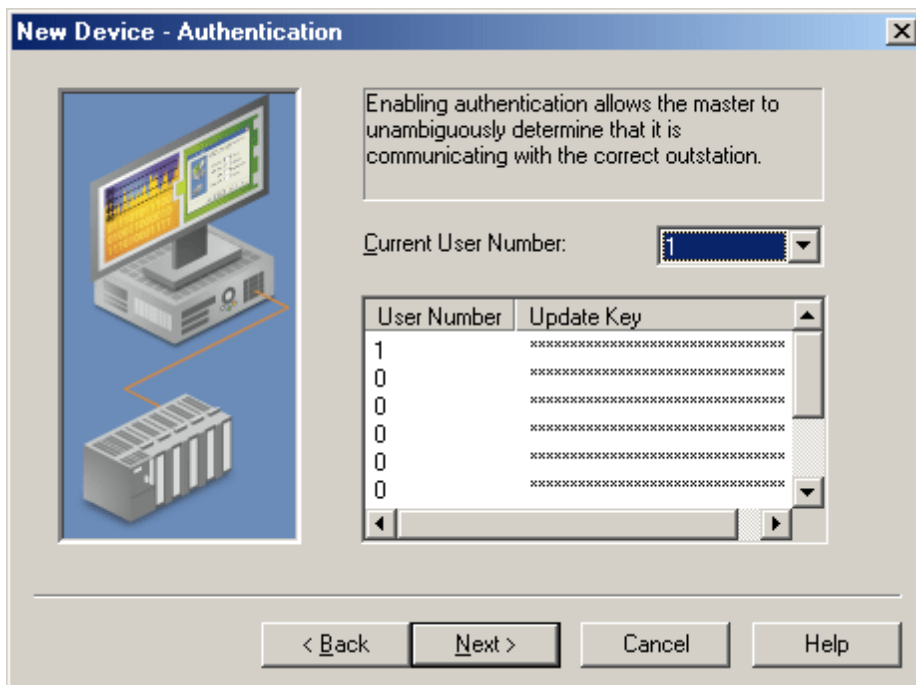 New Device - Authentication
Enabling authentication allows the master to
unambiguously determine that it is
communicating with the correct outstation.
Current User Number: 1
User Number Update Key
1 ********************************
0 ********************************
0 ********************************
0 ********************************
0 ********************************
0 ********************************
< Back Next > Cancel Help